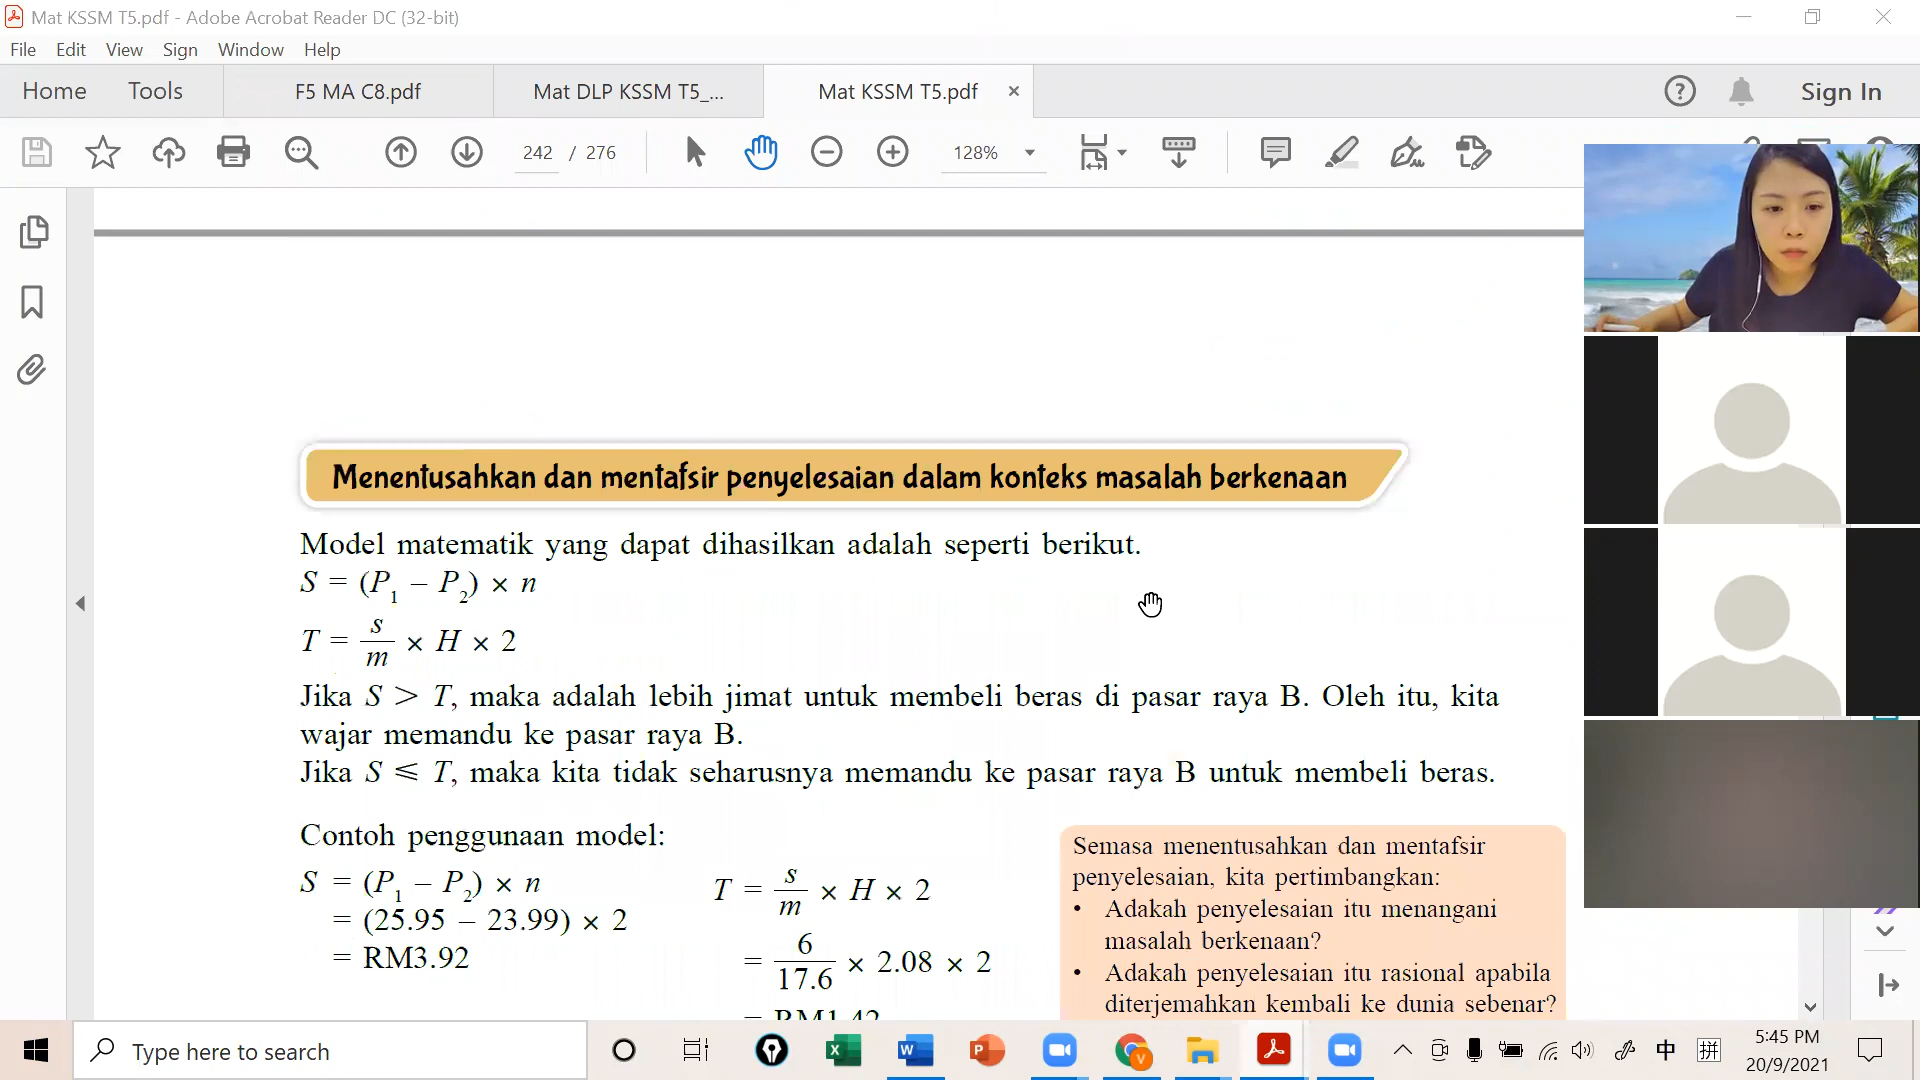 Mat KSSM T5.pdf - Adobe Acrobat Reader DC (32-bit)
File Edit View Sign Window Help
Home Tools F5 MA C8.pdf Mat DLP KSSM T5_... Mat KSSM T5.pdf × Sign In
242 / 276 128%
Menentusahkan dan mentafsir penyelesaian dalam konteks masalah berkenaan
Model matematik yang dapat dihasilkan adalah seperti berikut.
S = (P₁ – P₂) × n
T = s/m × H × 2
Jika S > T, maka adalah lebih jimat untuk membeli beras di pasar raya B. Oleh itu, kita
wajar memandu ke pasar raya B.
Jika S ⩽ T, maka kita tidak seharusnya memandu ke pasar raya B untuk membeli beras.
Contoh penggunaan model:
S = (P₁ – P₂) × n
= (25.95 – 23.99) × 2
= RM3.92
T = s/m × H × 2
= 6/17.6 × 2.08 × 2
= RM1.42
Semasa menentusahkan dan mentafsir
penyelesaian, kita pertimbangkan:
• Adakah penyelesaian itu menangani
masalah berkenaan?
• Adakah penyelesaian itu rasional apabila
diterjemahkan kembali ke dunia sebenar?
Type here to search
中 拼
5:45 PM
20/9/2021